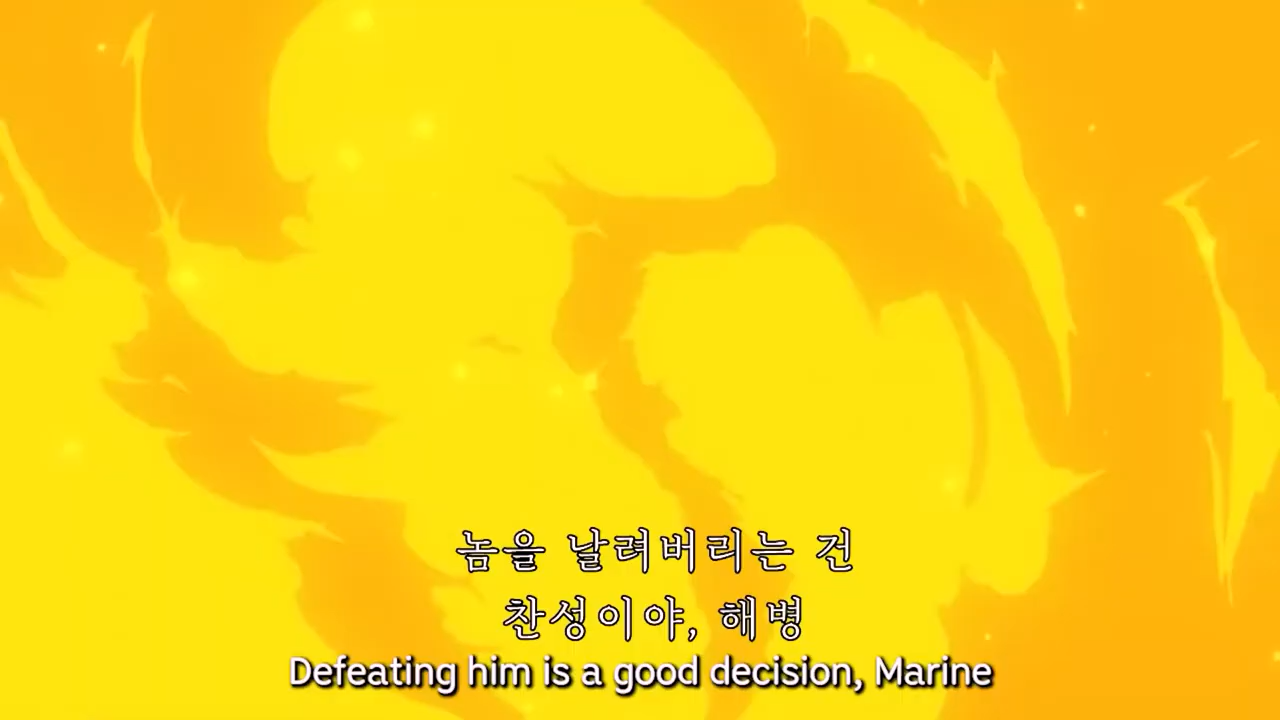 놈을 날려버리는 건
찬성이야, 해병
Defeating him is a good decision, Marine